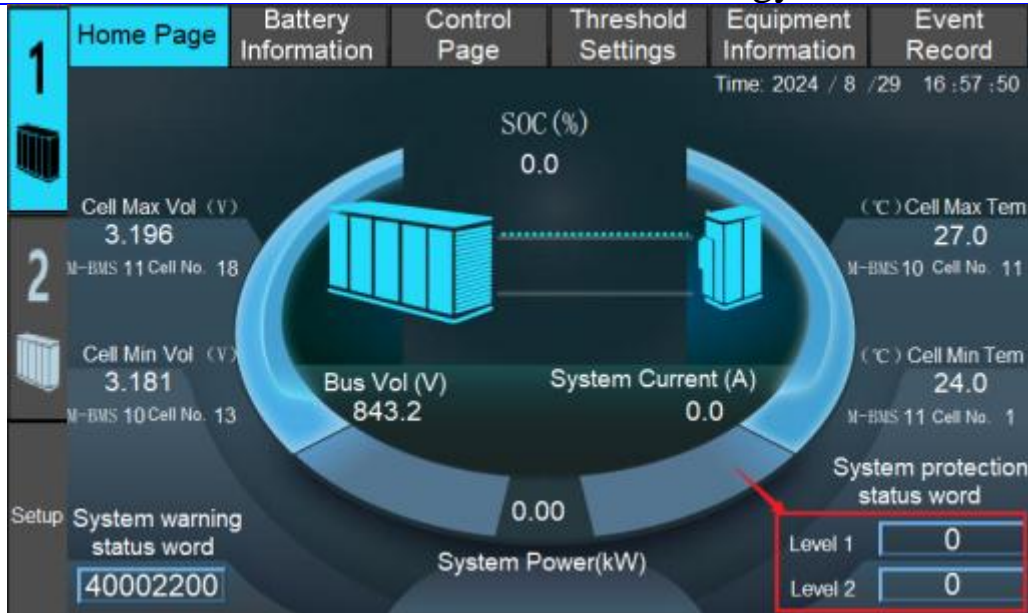 Home Page
Battery Information
Control Page
Threshold Settings
Equipment Information
Event Record
1
Time: 2024 / 8 /29 16:57:50
SOC(%)
0.0
Cell Max Vol (V)
3.196
M-BMS 11 Cell No. 18
(℃)Cell Max Tem
27.0
M-BMS 10 Cell No. 11
2
Cell Min Vol (V)
3.181
M-BMS 10 Cell No. 13
Bus Vol (V)
843.2
System Current (A)
0.0
(℃)Cell Min Tem
24.0
M-BMS 11 Cell No. 1
Setup
System warning
status word
40002200
0.00
System Power(kW)
System protection
status word
Level 1 0
Level 2 0